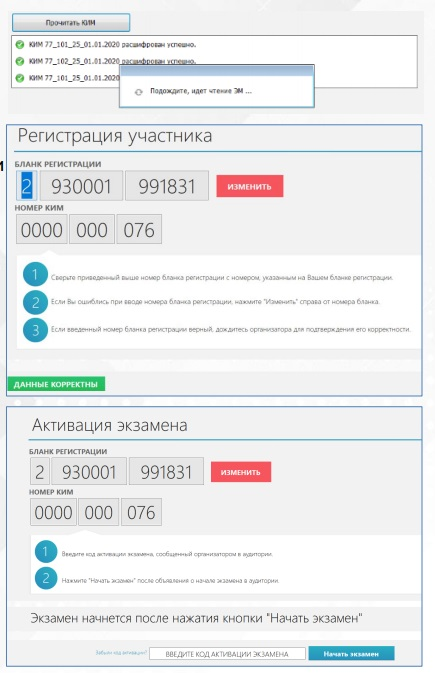 Прочитать КИМ
КИМ 77_101_25_01.01.2020 расшифрован успешно.
КИМ 77_102_25_01.01.2020 расшифрован успешно.
КИМ 77_101_25_01.01.2020
Подождите, идет чтение ЭМ ...
Регистрация участника
и
БЛАНК РЕГИСТРАЦИИ
2 930001 991831 ИЗМЕНИТЬ
НОМЕР КИМ
0000 000 076
1 Сверьте приведенный выше номер бланка регистрации с номером, указанным на Вашем бланке регистрации.
2 Если Вы ошиблись при вводе номера бланка регистрации, нажмите "Изменить" справа от номера бланка.
3 Если введенный номер бланка регистрации верный, дождитесь организатора для подтверждения его корректности.
ДАННЫЕ КОРРЕКТНЫ
Активация экзамена
БЛАНК РЕГИСТРАЦИИ
2 930001 991831 ИЗМЕНИТЬ
НОМЕР КИМ
0000 000 076
1 Введите код активации экзамена, сообщенный организатором в аудитории.
2 Нажмите "Начать экзамен" после объявления о начале экзамена в аудитории.
Экзамен начнется после нажатия кнопки "Начать экзамен"
Забыли код активации? ВВЕДИТЕ КОД АКТИВАЦИИ ЭКЗАМЕНА Начать экзамен